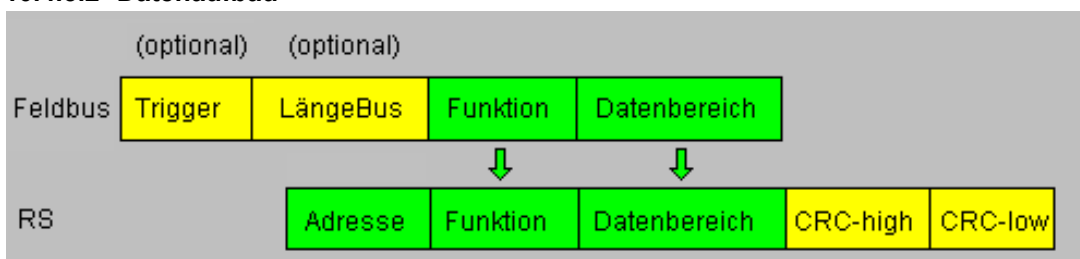 (optional) (optional)
Feldbus Trigger LängeBus Funktion Datenbereich
RS Adresse Funktion Datenbereich CRC-high CRC-low